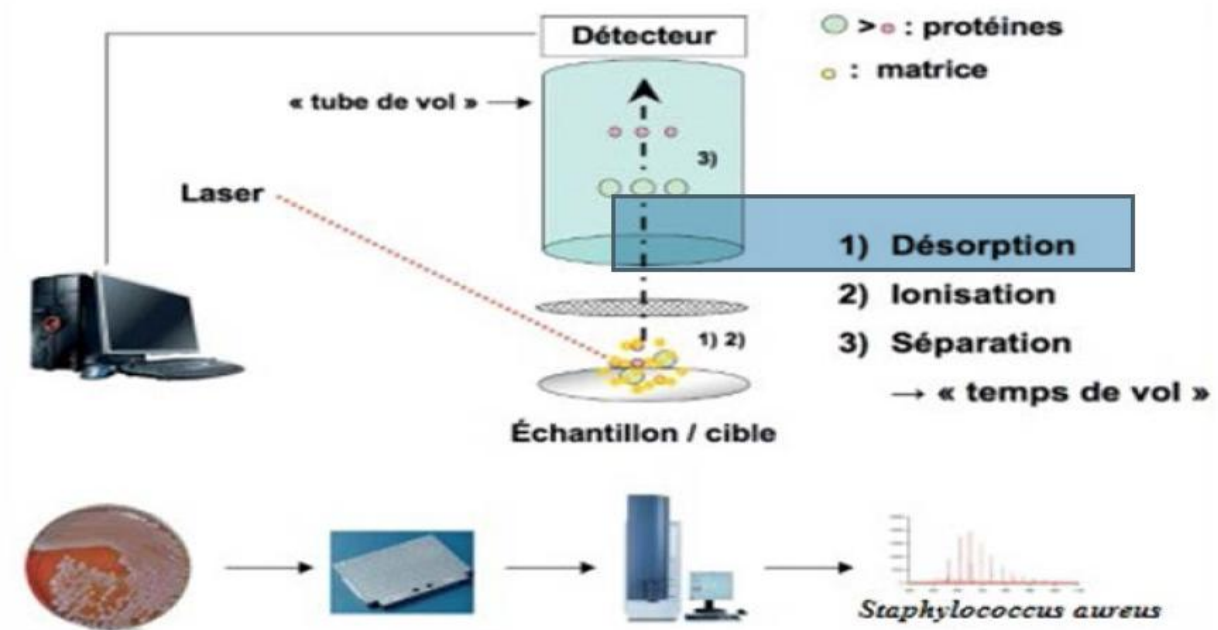 Détecteur
> : protéines
: matrice
« tube de vol »
3)
Laser
1) Désorption
2) Ionisation
1) 2)
3) Séparation
→ « temps de vol »
Échantillon / cible
Staphylococcus aureus